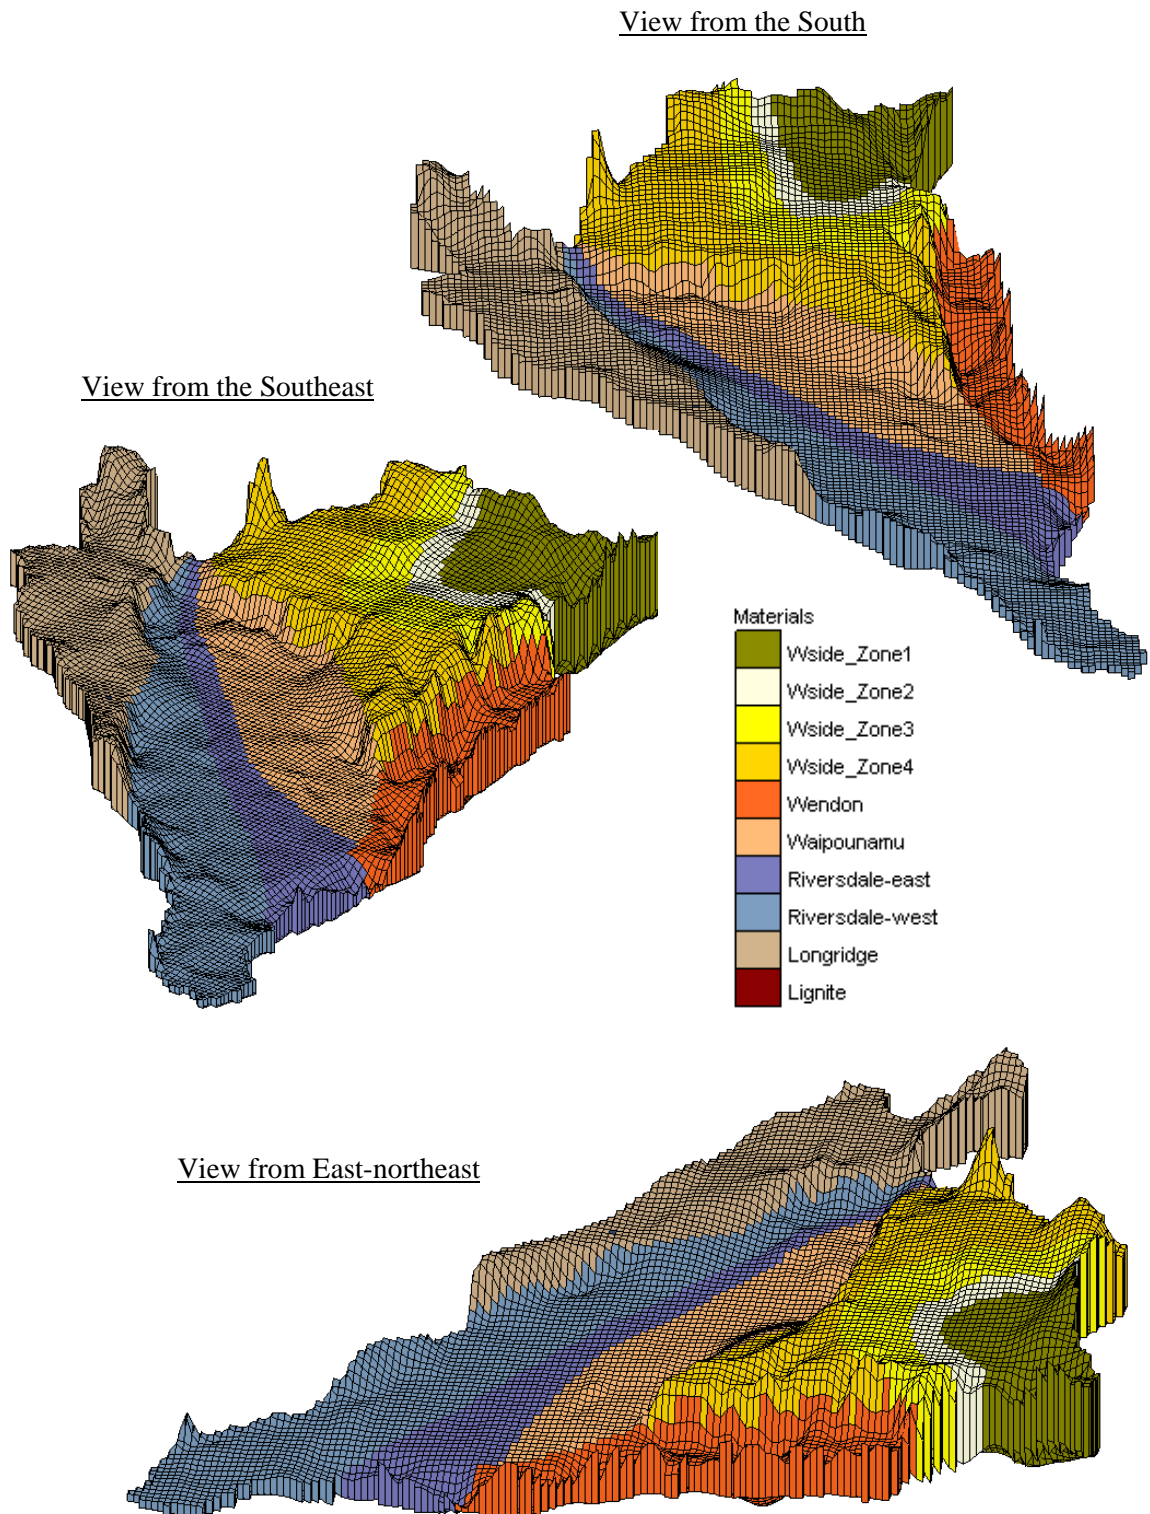 View from the South
View from the Southeast
Materials
Wside_Zone1
Wside_Zone2
Wside_Zone3
Wside_Zone4
Wendon
Waipounamu
Riversdale-east
Riversdale-west
Longridge
Lignite
View from East-northeast